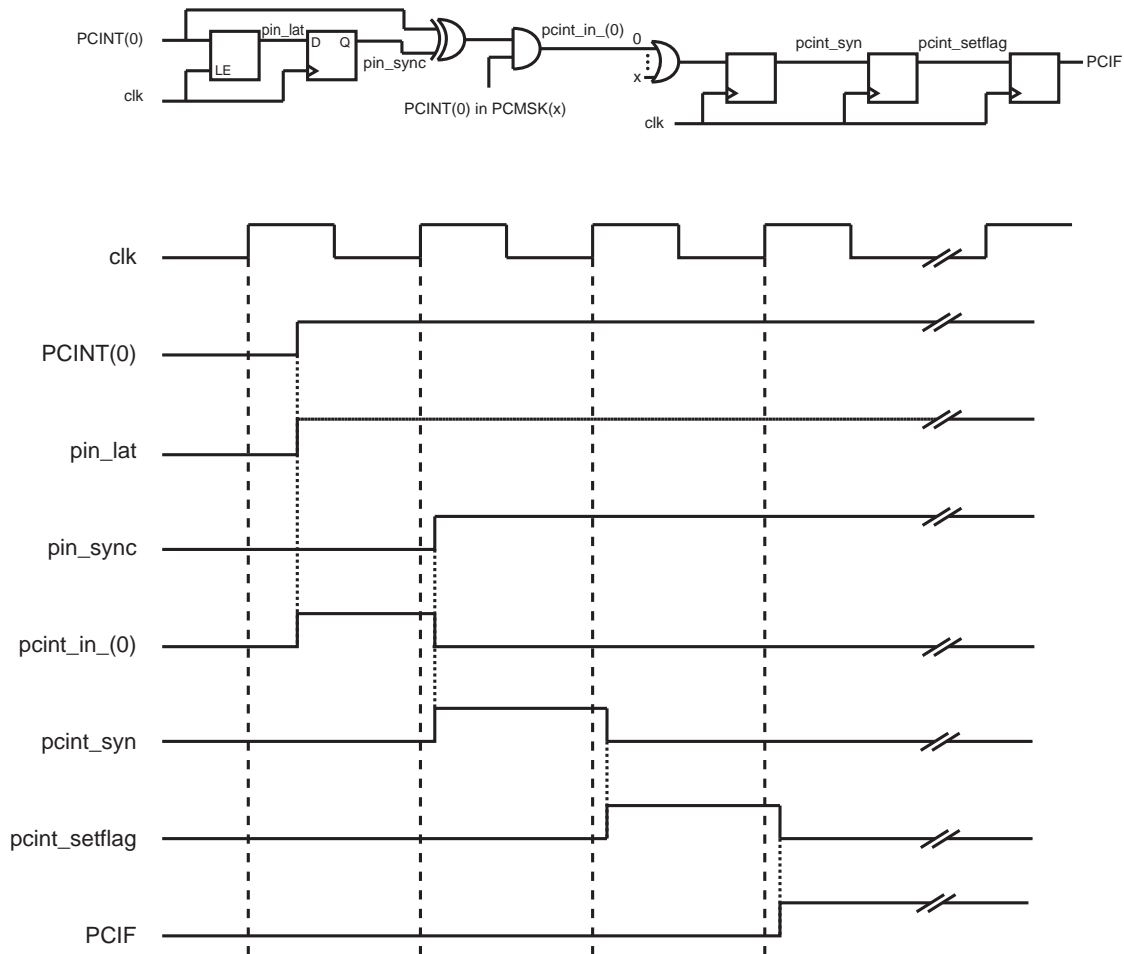 PCINT(0)
pin_lat
D Q
LE
pin_sync
clk
pcint_in_(0)
0
x
PCINT(0) in PCMSK(x)
pcint_syn
pcint_setflag
PCIF
clk
clk
PCINT(0)
pin_lat
pin_sync
pcint_in_(0)
pcint_syn
pcint_setflag
PCIF